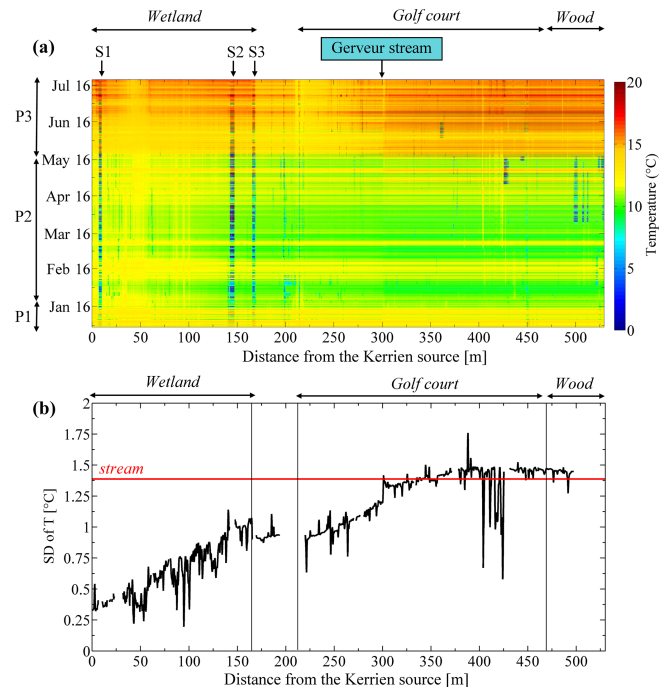 Wetland Golf court Wood
(a) S1 S2 S3 Gerveur stream
P3 P2 P1
Jul 16
Jun 16
May 16
Apr 16
Mar 16
Feb 16
Jan 16
0 50 100 150 200 250 300 350 400 450 500
Distance from the Kerrien source [m]
20
15
10
5
0
Temperature (°C)
(b) Wetland Golf court Wood
2
1.75
1.5
1.25
1
0.75
0.5
0.25
0
SD of T [°C]
stream
0 50 100 150 200 250 300 350 400 450 500
Distance from the Kerrien source [m]